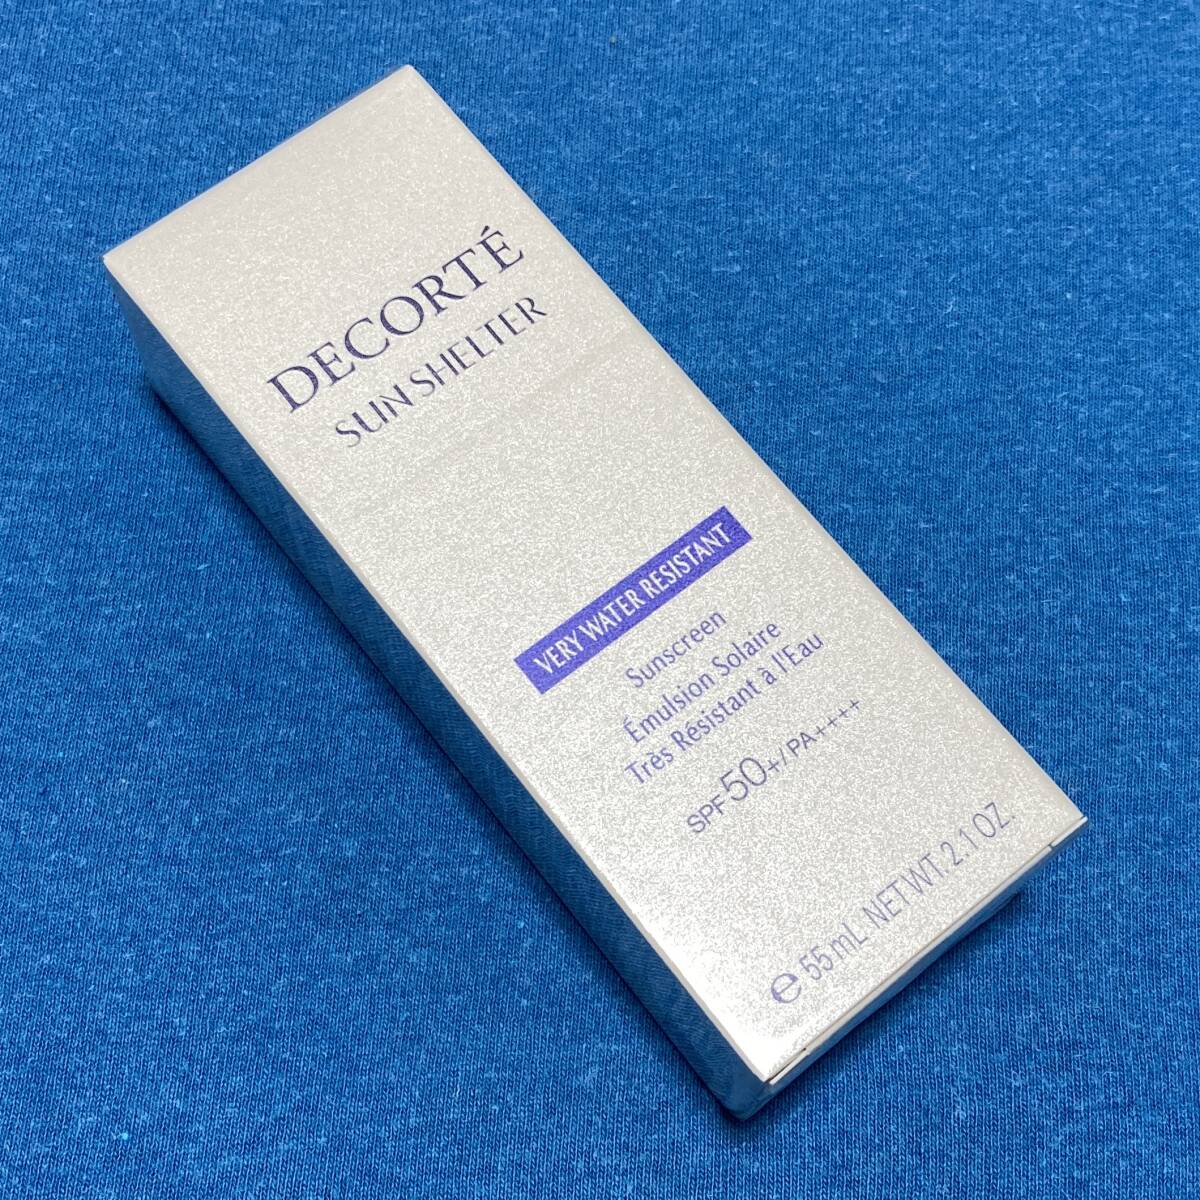 DECORTÉ
SUN SHELTER
VERY WATER RESISTANT
Sunscreen
Émulsion Solaire
Très Résistant à l'Eau
SPF50+/PA++++
℮ 55 mL NET WT. 2.1 OZ.